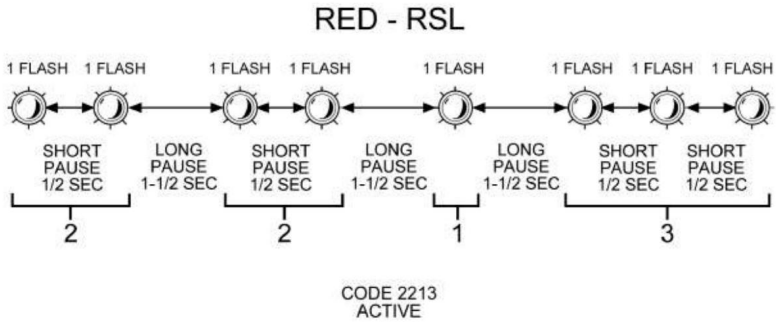 RED - RSL
1 FLASH 1 FLASH 1 FLASH 1 FLASH 1 FLASH 1 FLASH 1 FLASH 1 FLASH
SHORT LONG SHORT LONG LONG SHORT SHORT
PAUSE PAUSE PAUSE PAUSE PAUSE PAUSE PAUSE
1/2 SEC 1-1/2 SEC 1/2 SEC 1-1/2 SEC 1-1/2 SEC 1/2 SEC 1/2 SEC
2 2 1 3
CODE 2213
ACTIVE